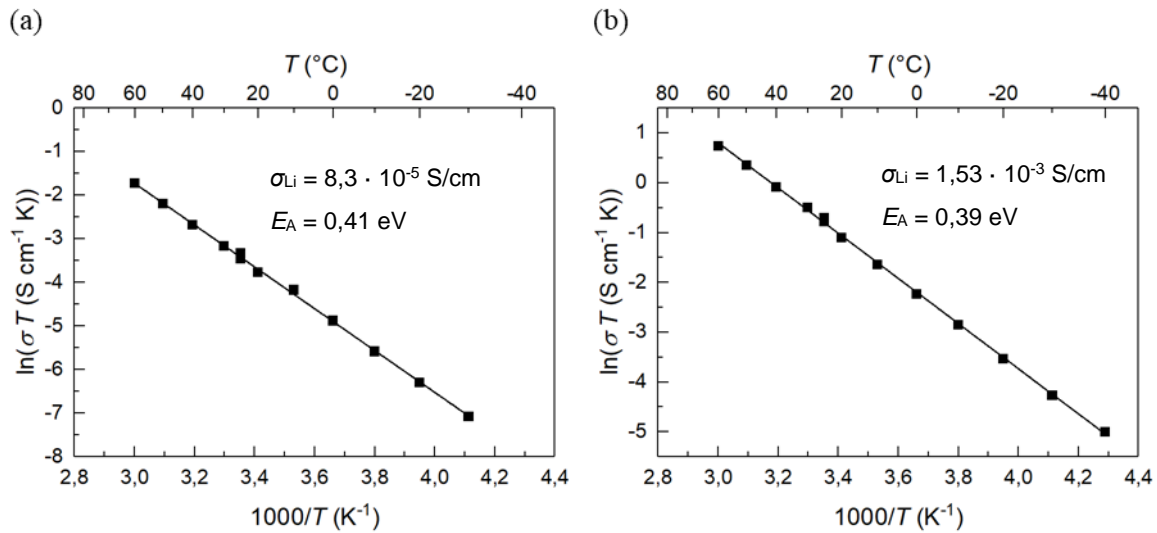 (a)
T (°C)
80 60 40 20 0 -20 -40
0
-1
-2
-3
-4
-5
-6
-7
-8
ln(σ T (S cm⁻¹ K))
σLi = 8,3 · 10⁻⁵ S/cm
EA = 0,41 eV
2,8 3,0 3,2 3,4 3,6 3,8 4,0 4,2 4,4
1000/T (K⁻¹)
(b)
T (°C)
80 60 40 20 0 -20 -40
1
0
-1
-2
-3
-4
-5
ln(σ T (S cm⁻¹ K))
σLi = 1,53 · 10⁻³ S/cm
EA = 0,39 eV
2,8 3,0 3,2 3,4 3,6 3,8 4,0 4,2 4,4
1000/T (K⁻¹)